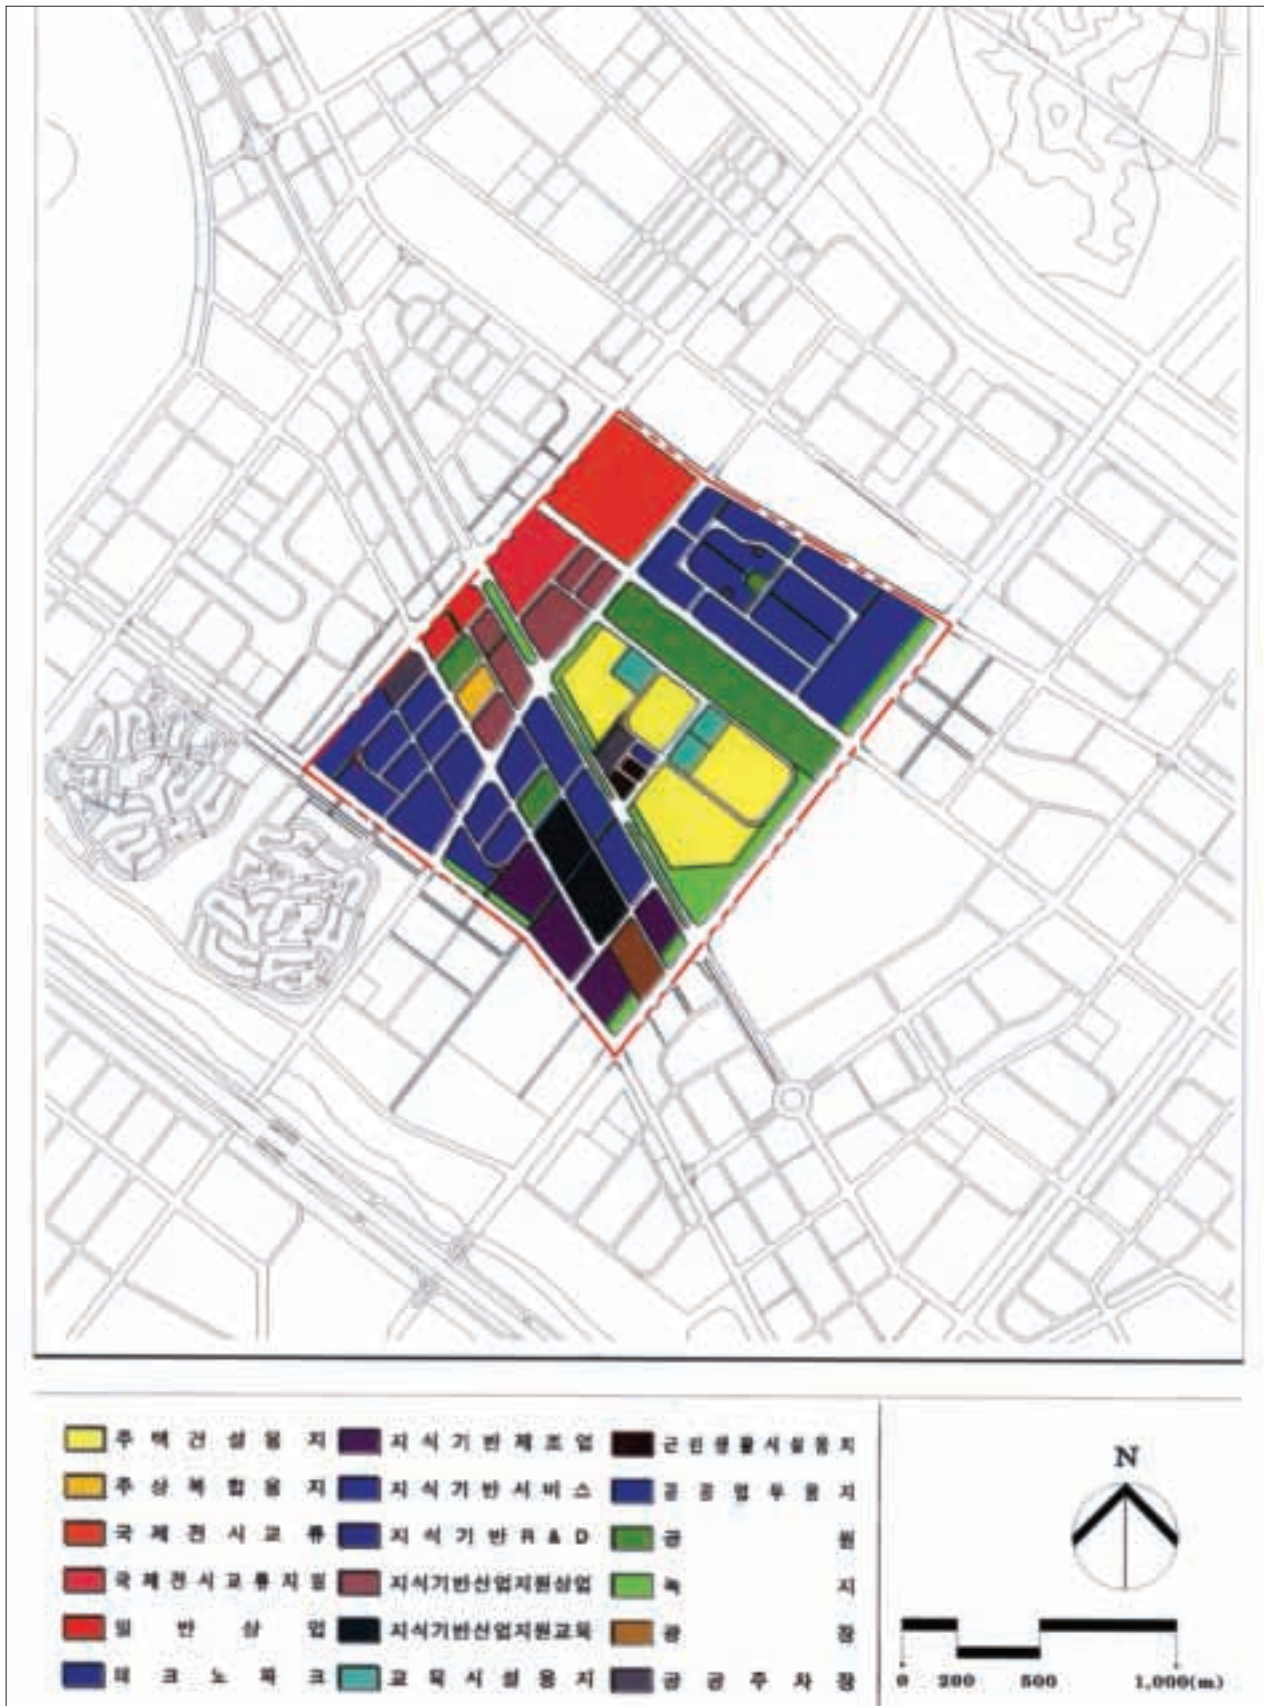 주택건설용지
주상복합용지
국제전시교류
국제전시교류지원
일반상업
테크노파크
지식기반제조업
지식기반서비스
지식기반R&D
지식기반산업지원상업
지식기반산업지원교육
교육시설용지
근린생활시설용지
공공업무용지
공원
녹지
광장
공공주차장
N
0 200 500 1,000(m)